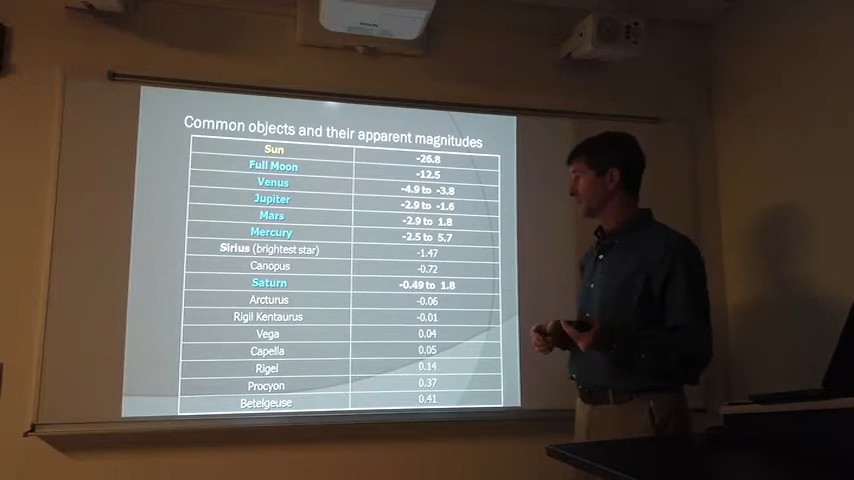 Common objects and their apparent magnitudes
Sun -26.8
Full Moon -12.5
Venus -4.9 to -3.8
Jupiter -2.9 to -1.6
Mars -2.9 to 1.8
Mercury -2.5 to 5.7
Sirius (brightest star) -1.47
Canopus -0.72
Saturn -0.49 to 1.8
Arcturus -0.06
Rigil Kentaurus -0.01
Vega 0.04
Capella 0.05
Rigel 0.14
Procyon 0.37
Betelgeuse 0.41